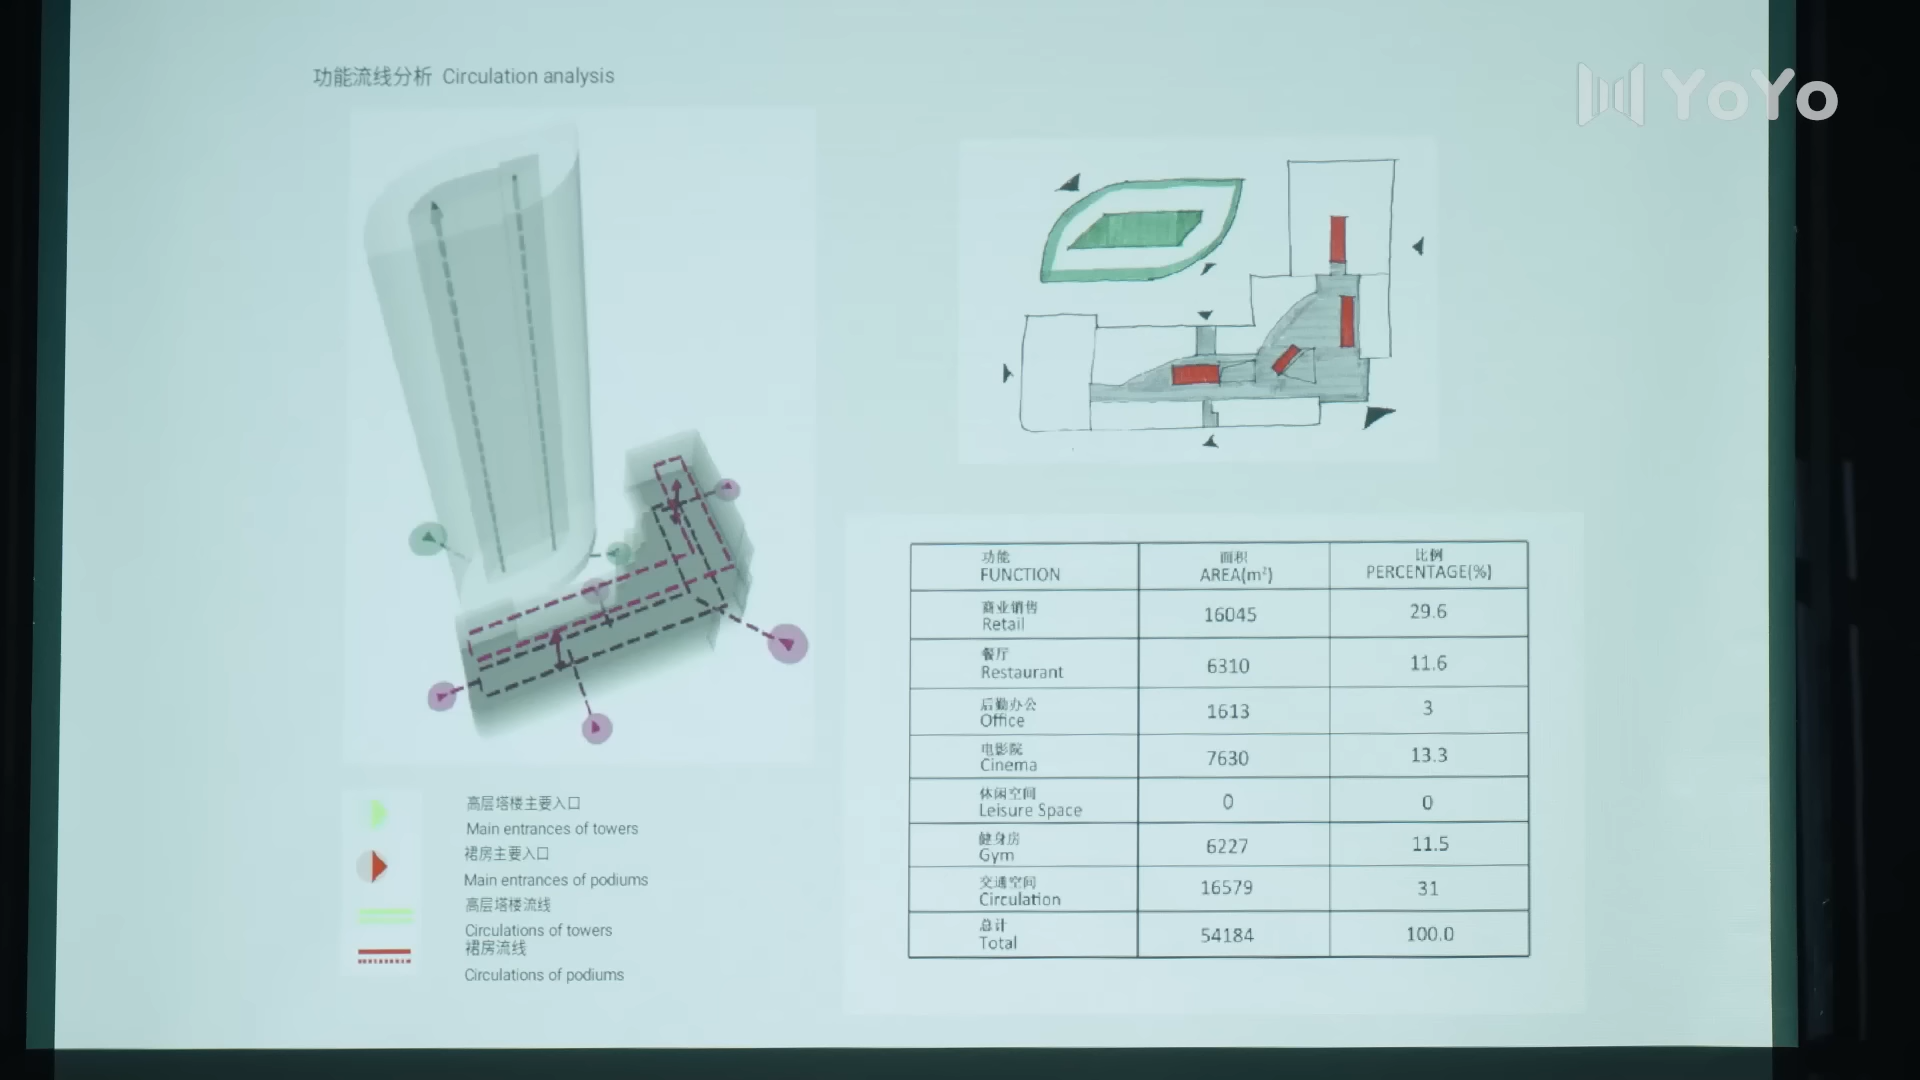 功能流线分析 Circulation analysis
YoYo
功能
FUNCTION
面积
AREA(m²)
比例
PERCENTAGE(%)
商业销售
Retail
16045
29.6
餐厅
Restaurant
6310
11.6
后勤办公
Office
1613
3
电影院
Cinema
7630
13.3
休闲空间
Leisure Space
0
0
健身房
Gym
6227
11.5
交通空间
Circulation
16579
31
总计
Total
54184
100.0
高层塔楼主要入口
Main entrances of towers
裙房主要入口
Main entrances of podiums
高层塔楼流线
Circulations of towers
裙房流线
Circulations of podiums